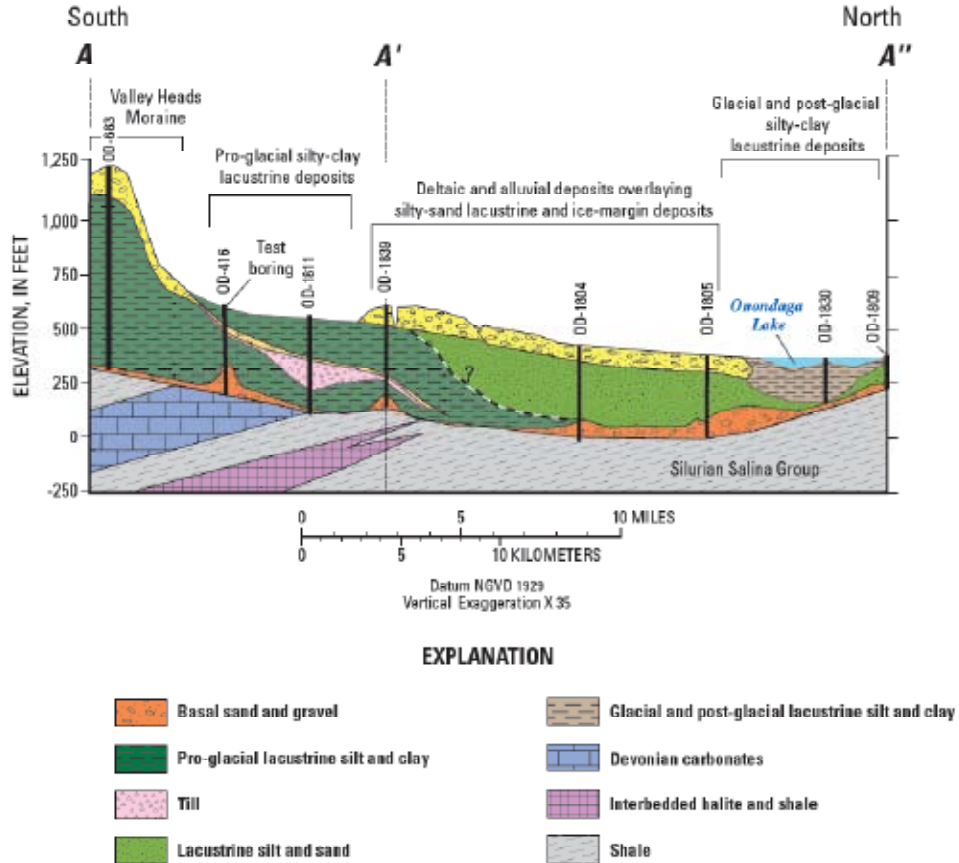 South
North
A
A'
A"
Valley Heads
Moraine
Glacial and post-glacial
silty-clay
lacustrine deposits
Pro-glacial silty-clay
lacustrine deposits
Deltaic and alluvial deposits overlaying
silty-sand lacustrine and ice-margin deposits
Test
boring
OD-683
OD-416
OD-1811
OD-1839
OD-1804
OD-1805
OD-1830
OD-1809
Onondaga
Lake
ELEVATION, IN FEET
1,250
1,000
750
500
250
0
-250
?
Silurian Salina Group
0 5 10 MILES
0 5 10 KILOMETERS
Datum NGVD 1929
Vertical Exaggeration X 35
EXPLANATION
Basal sand and gravel
Glacial and post-glacial lacustrine silt and clay
Pro-glacial lacustrine silt and clay
Devonian carbonates
Till
Interbedded halite and shale
Lacustrine silt and sand
Shale